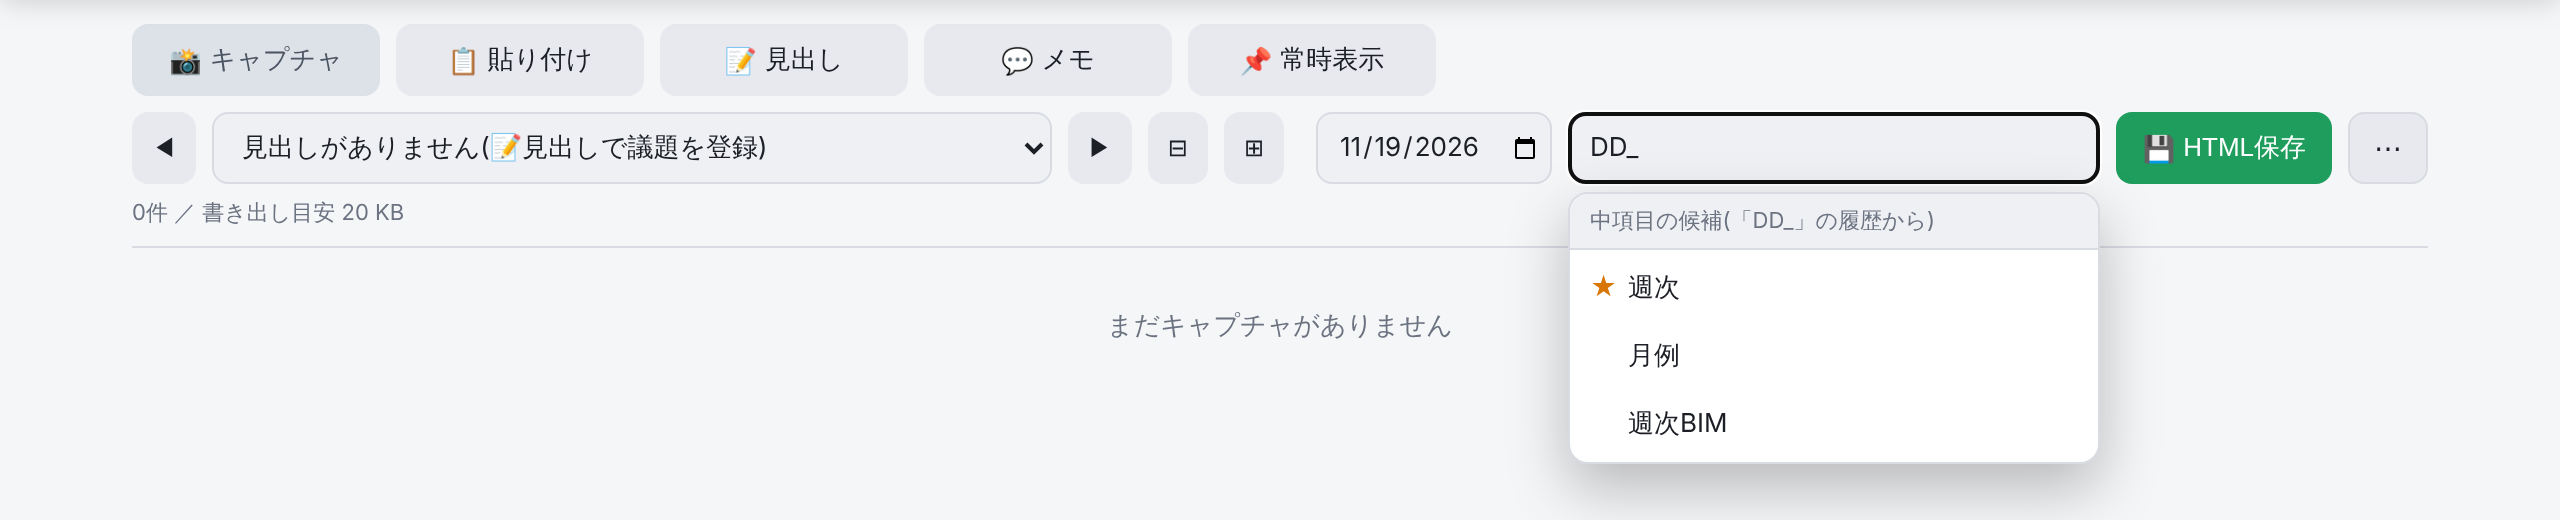 📸 キャプチャ 📋 貼り付け 📝 見出し 💬 メモ 📌 常時表示
◀ 見出しがありません(📝見出しで議題を登録) ▶ ⊟ ⊞ 11/19/2026 DD_ 💾 HTML保存 …
0件 ／ 書き出し目安 20 KB
中項目の候補(「DD_」の履歴から)
★ 週次
まだキャプチャがありません
月例
週次BIM